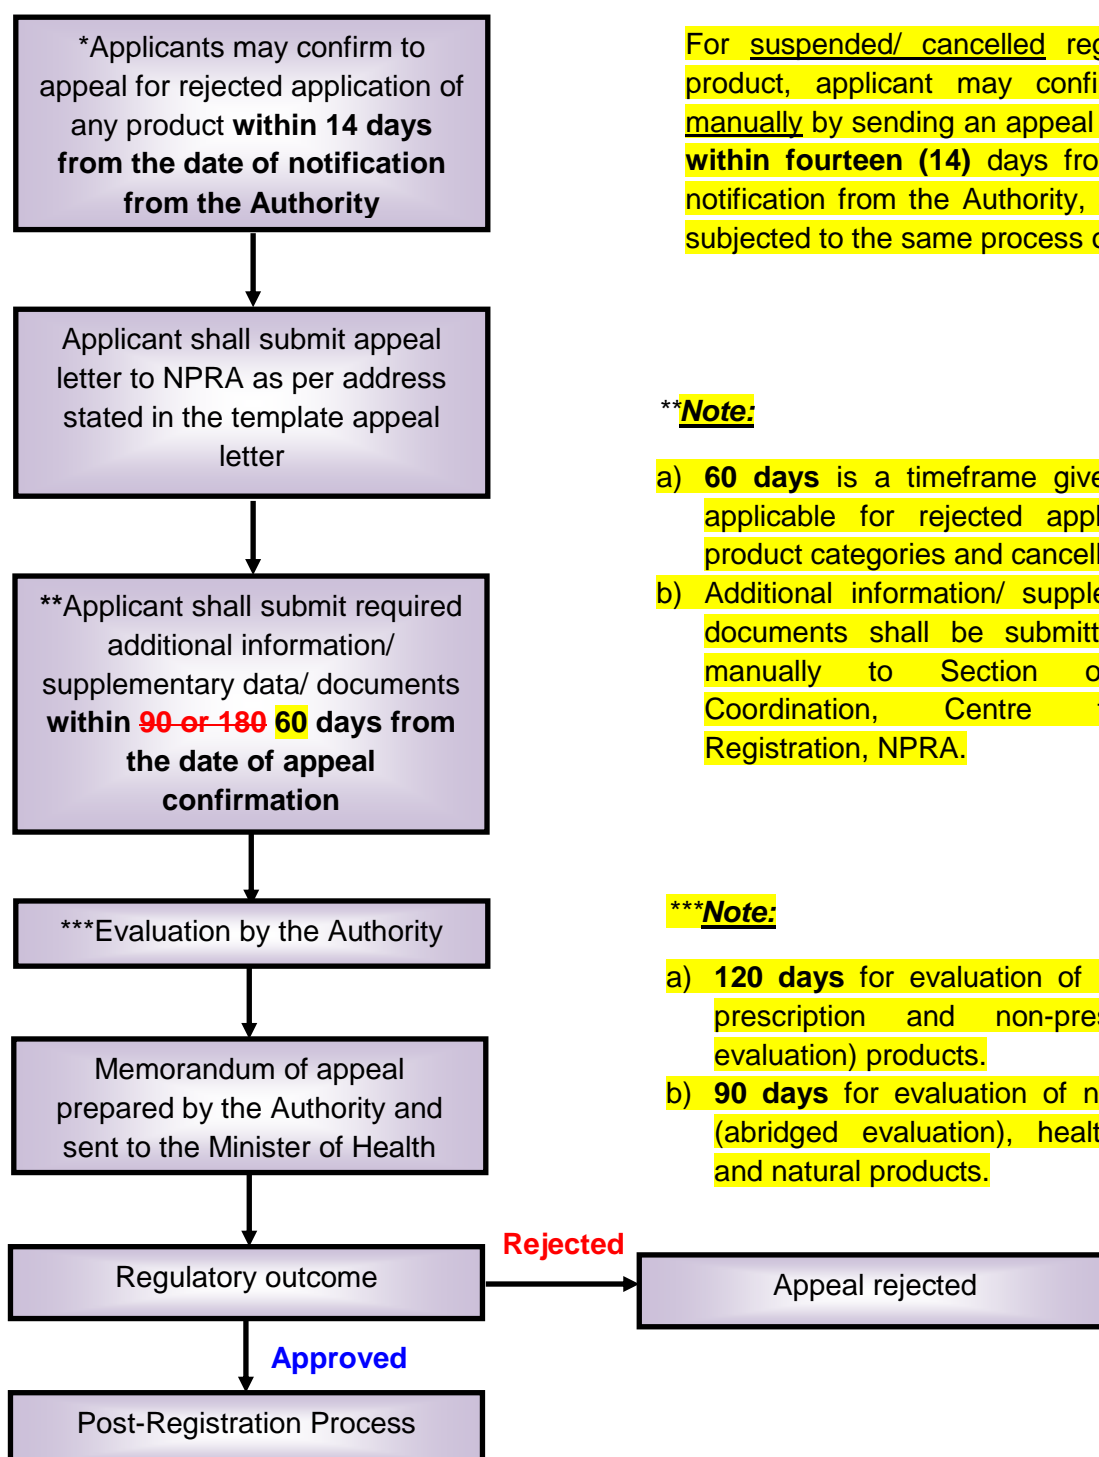 *Applicants may confirm to
appeal for rejected application of
any product within 14 days
from the date of notification
from the Authority
For suspended/ cancelled
product, applicant may
manually by sending an appeal
within fourteen (14) days
notification from the Authority,
subjected to the same process
Applicant shall submit appeal
letter to NPRA as per address
stated in the template appeal
letter
**Note:
a) 60 days is a timeframe
applicable for rejected
product categories and
b) Additional information/
documents shall be
manually to Section
Coordination, Centre
Registration, NPRA.
**Applicant shall submit required
additional information/
supplementary data/ documents
within 90 or 180 60 days from
the date of appeal
confirmation
***Evaluation by the Authority
***Note:
a) 120 days for evaluation of
prescription and
evaluation) products.
b) 90 days for evaluation of
(abridged evaluation),
and natural products.
Memorandum of appeal
prepared by the Authority and
sent to the Minister of Health
Regulatory outcome
Rejected
Appeal rejected
Approved
Post-Registration Process